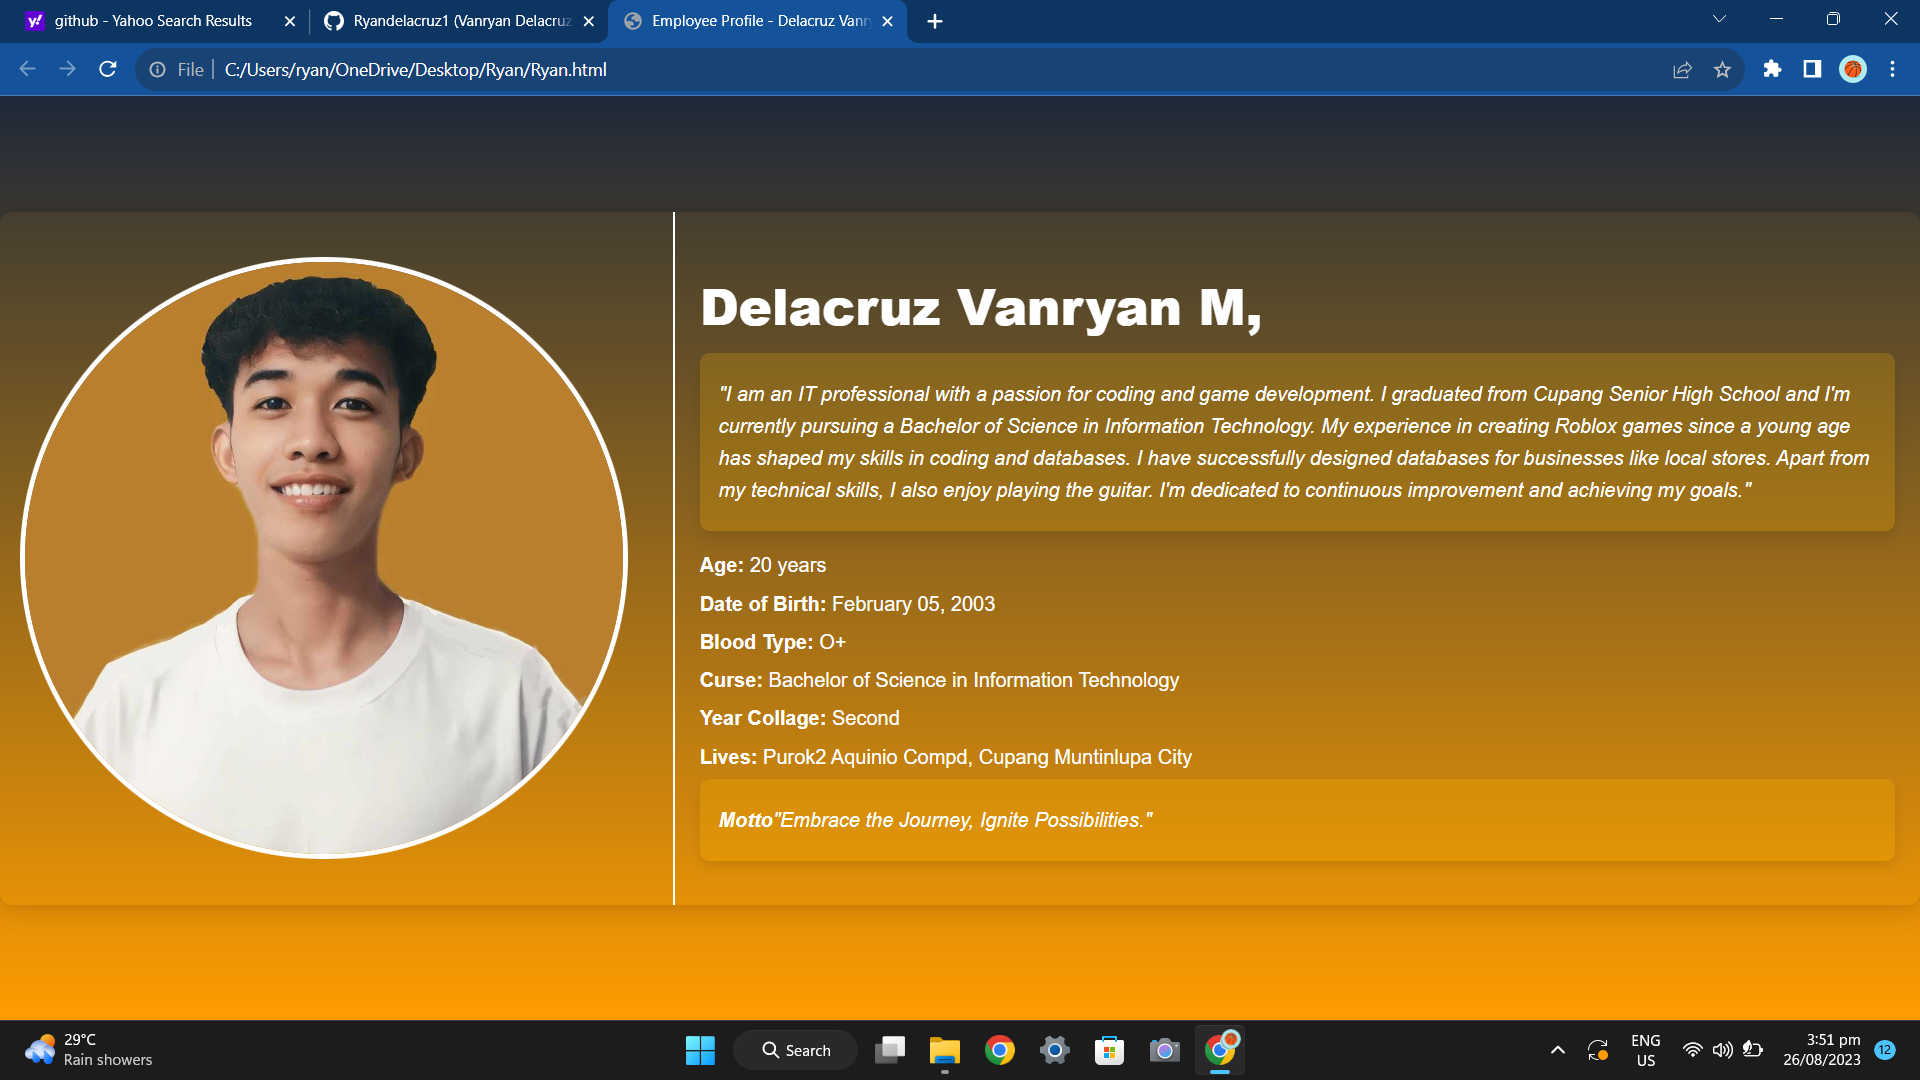 github - Yahoo Search Results
Ryandelacruz1 (Vanryan Delacruz
Employee Profile - Delacruz Vanr
File
C:/Users/ryan/OneDrive/Desktop/Ryan/Ryan.html
Delacruz Vanryan M,
"I am an IT professional with a passion for coding and game development. I graduated from Cupang Senior High School and I'm
currently pursuing a Bachelor of Science in Information Technology. My experience in creating Roblox games since a young age
has shaped my skills in coding and databases. I have successfully designed databases for businesses like local stores. Apart from
my technical skills, I also enjoy playing the guitar. I'm dedicated to continuous improvement and achieving my goals."
Age: 20 years
Date of Birth: February 05, 2003
Blood Type: O+
Curse: Bachelor of Science in Information Technology
Year Collage: Second
Lives: Purok2 Aquinio Compd, Cupang Muntinlupa City
Motto"Embrace the Journey, Ignite Possibilities."
29°C
Rain showers
Search
ENG
US
3:51 pm
26/08/2023
12